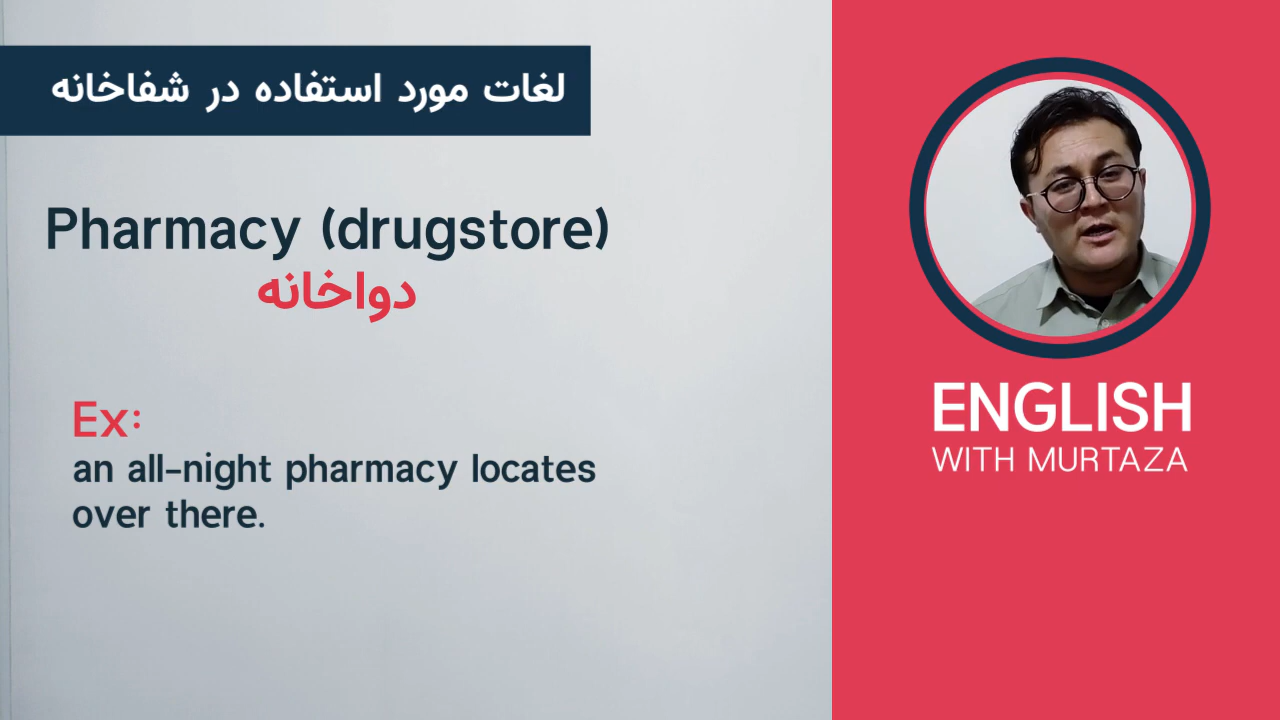 لغات مورد استفاده در شفاخانه
Pharmacy (drugstore)
دواخانه
Ex:
an all-night pharmacy locates
over there.
ENGLISH
WITH MURTAZA